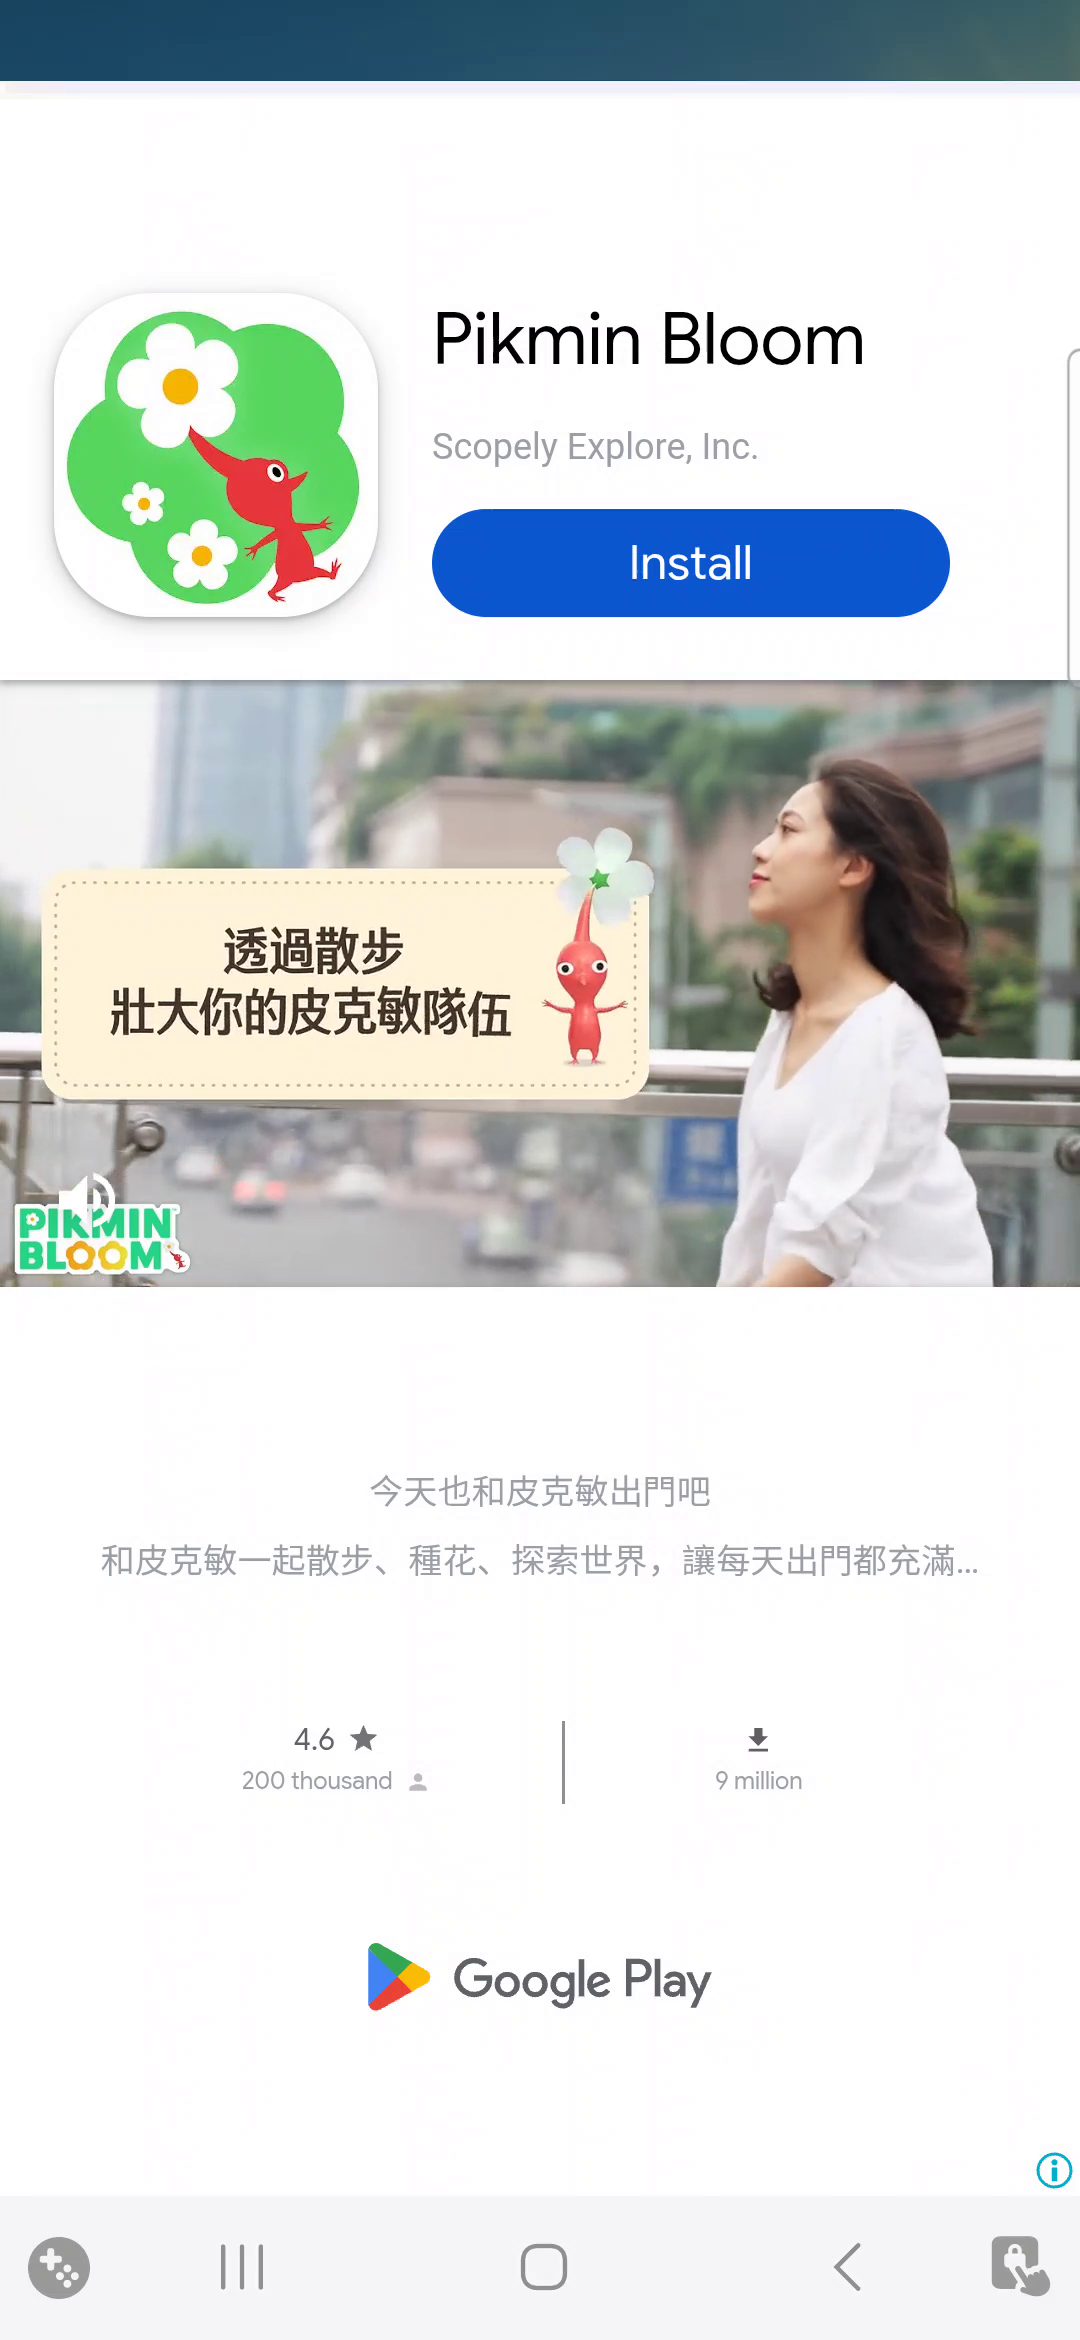 Pikmin Bloom
Scopely Explore, Inc.
Install
透過散步
壯大你的皮克敏隊伍
PIKMIN
BLOOM
今天也和皮克敏出門吧
和皮克敏一起散步、種花、探索世界，讓每天出門都充滿...
4.6
200 thousand
9 million
Google Play